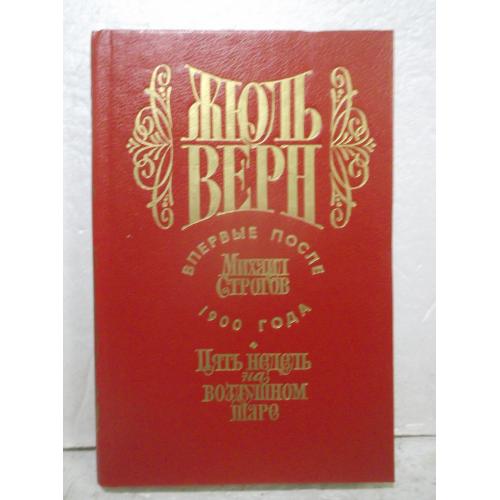 ЖЮЛЬ
ВЕРН
ВПЕРВЫЕ ПОСЛЕ
Михаил
Строгов
1900 ГОДА
Пять недель
на
воздушном
шаре